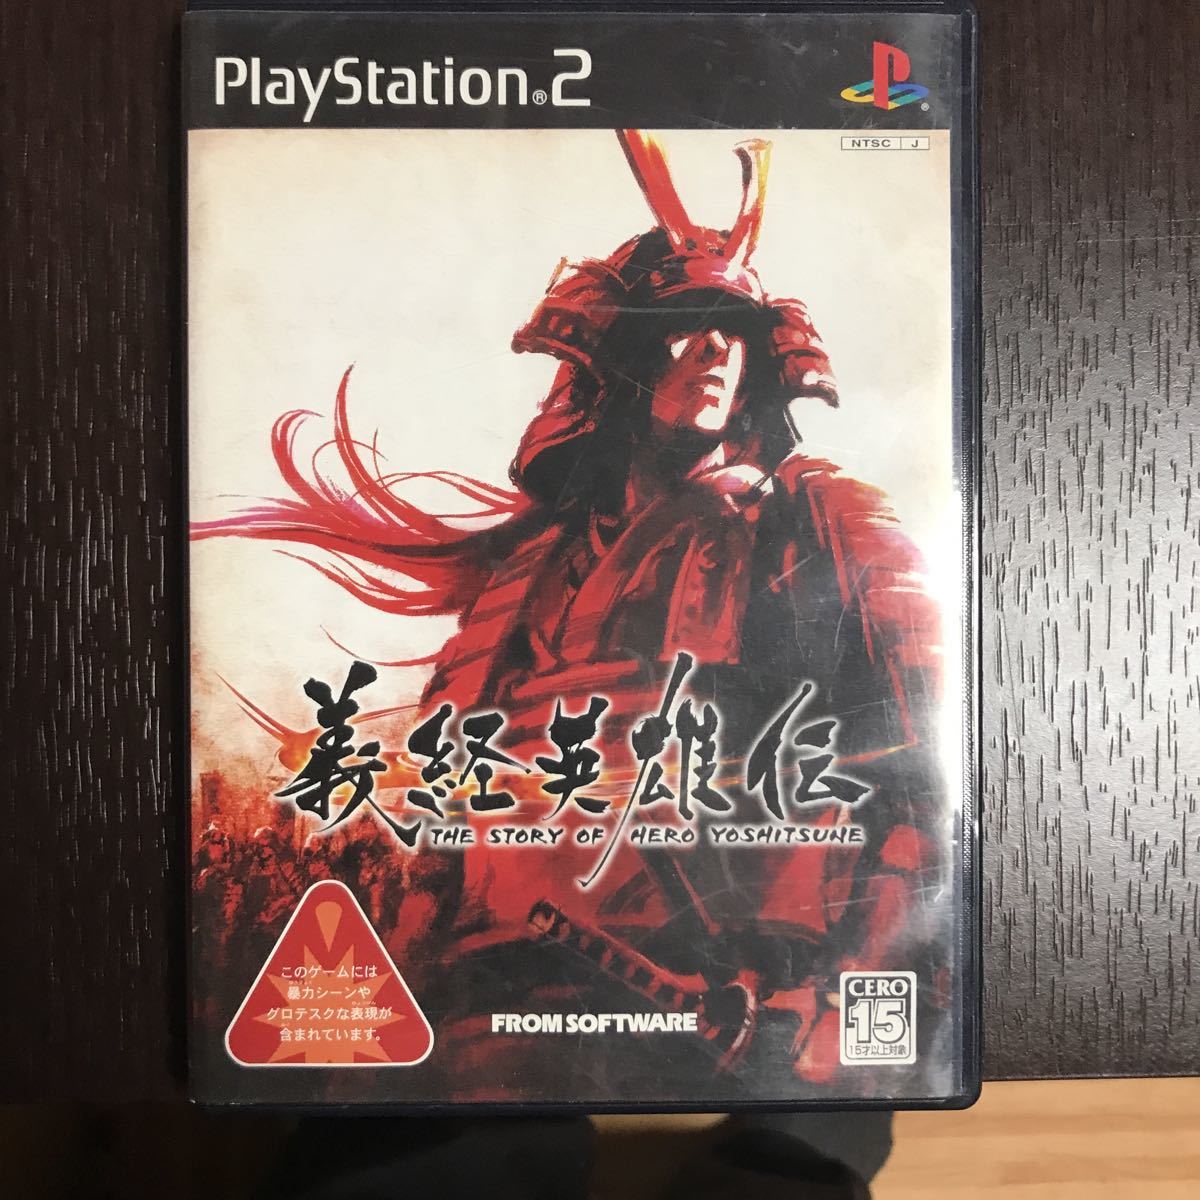 PlayStation®2
NTSC J
義経英雄伝
THE STORY OF HERO YOSHITSUNE
このゲームには
暴力シーンや
グロテスクな表現が
含まれています。
FROMSOFTWARE
CERO
15
15才以上対象